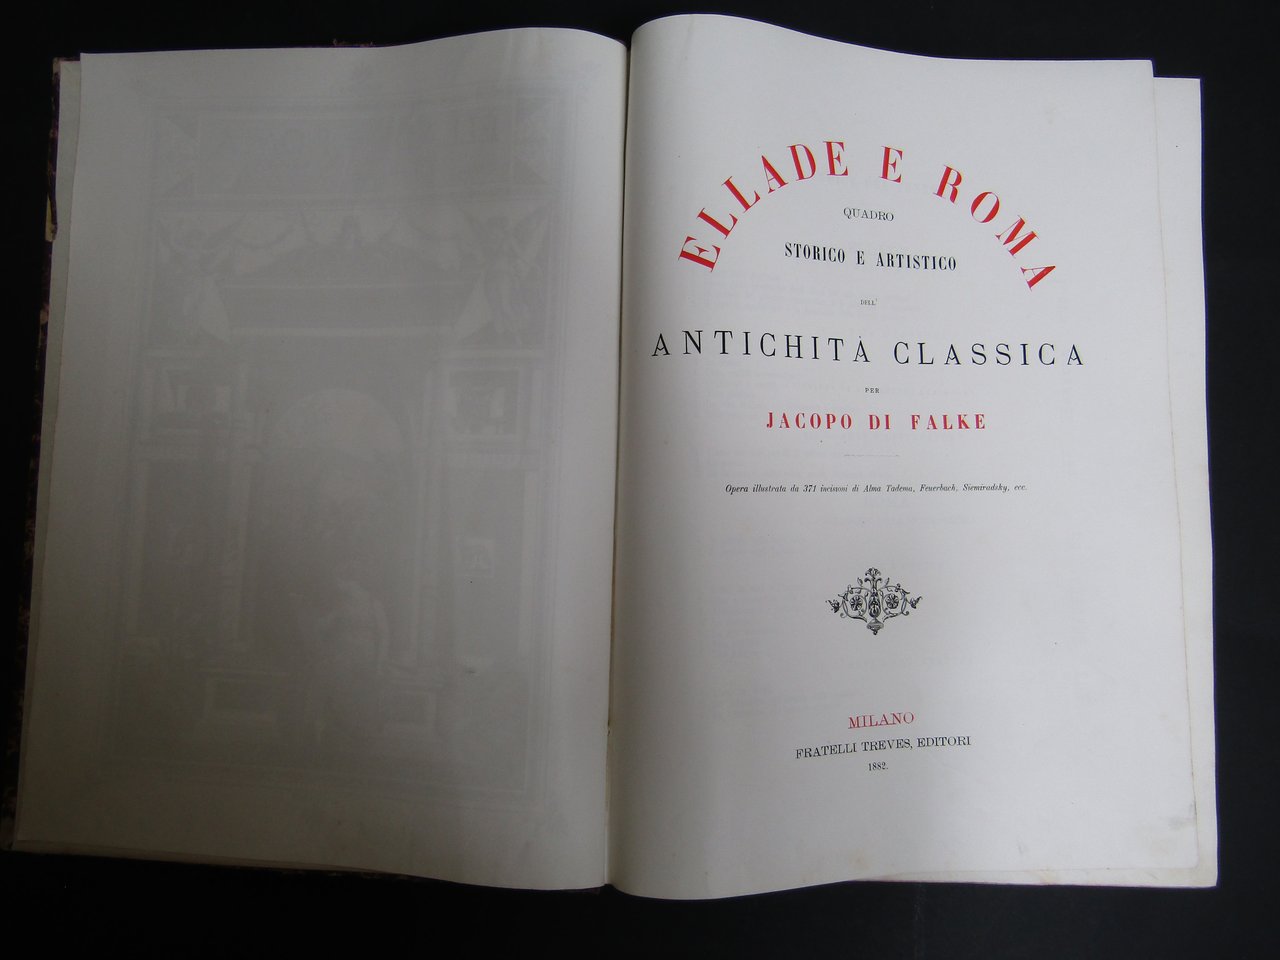 ELLADE E ROMA
QUADRO
STORICO E ARTISTICO
DELL'
ANTICHITÀ CLASSICA
PER
JACOPO DI FALKE
Opera illustrata da 371 incisioni di Alma Tadema, Feuerbach, Siemiradsky, ecc.
MILANO
FRATELLI TREVES, EDITORI
1882.